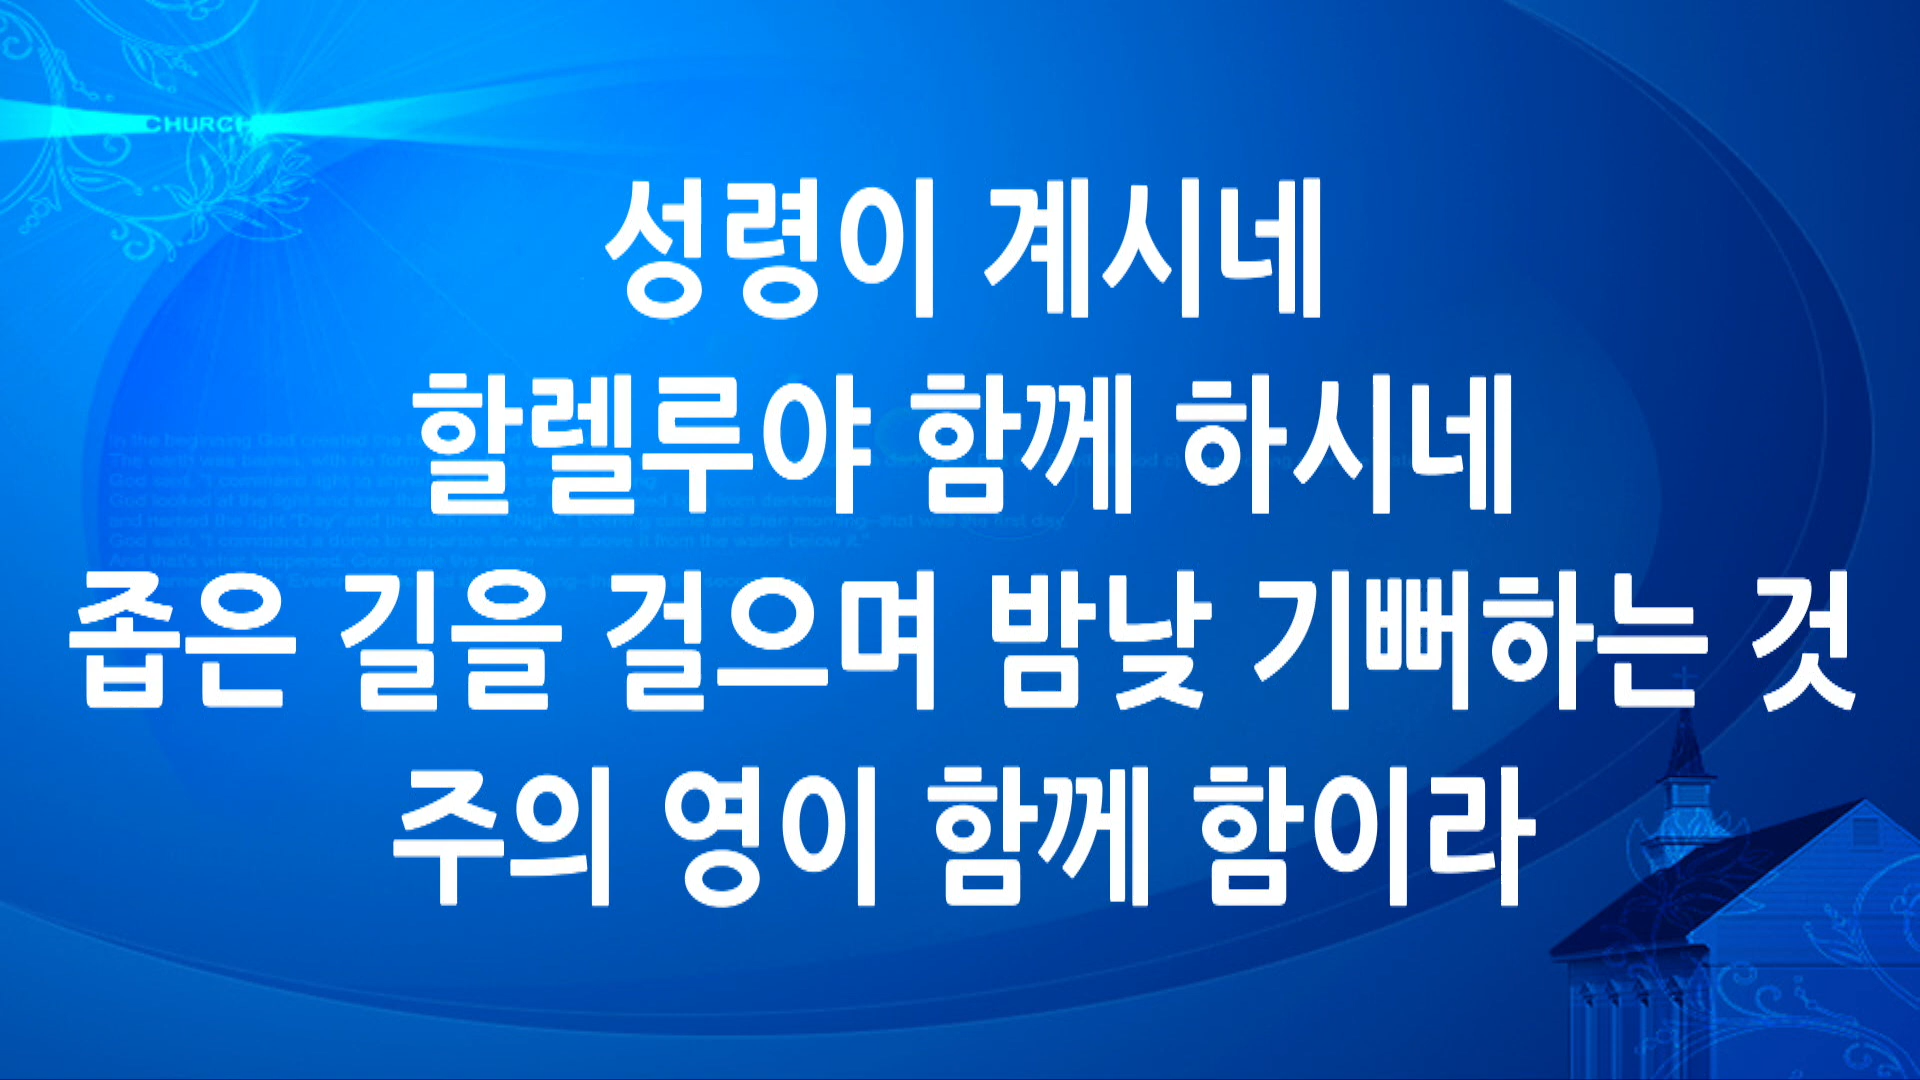 CHURCH
성령이 계시네
할렐루야 함께 하시네
좁은 길을 걸으며 밤낮 기뻐하는 것
주의 영이 함께 함이라